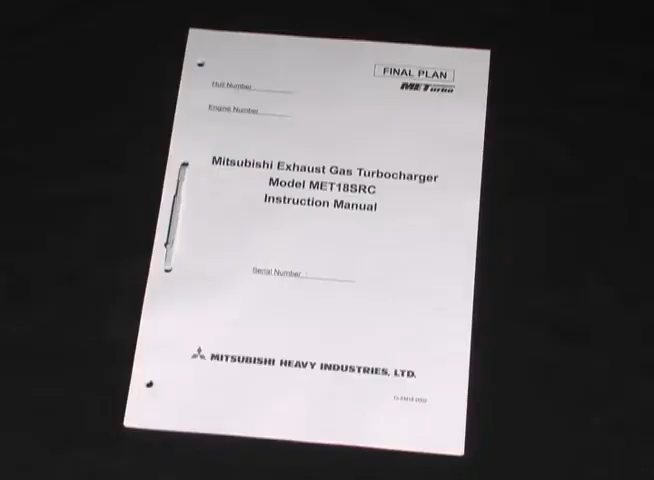 FINAL PLAN
METurbo
Hull Number
Engine Number
Mitsubishi Exhaust Gas Turbocharger
Model MET18SRC
Instruction Manual
Serial Number
MITSUBISHI HEAVY INDUSTRIES, LTD.